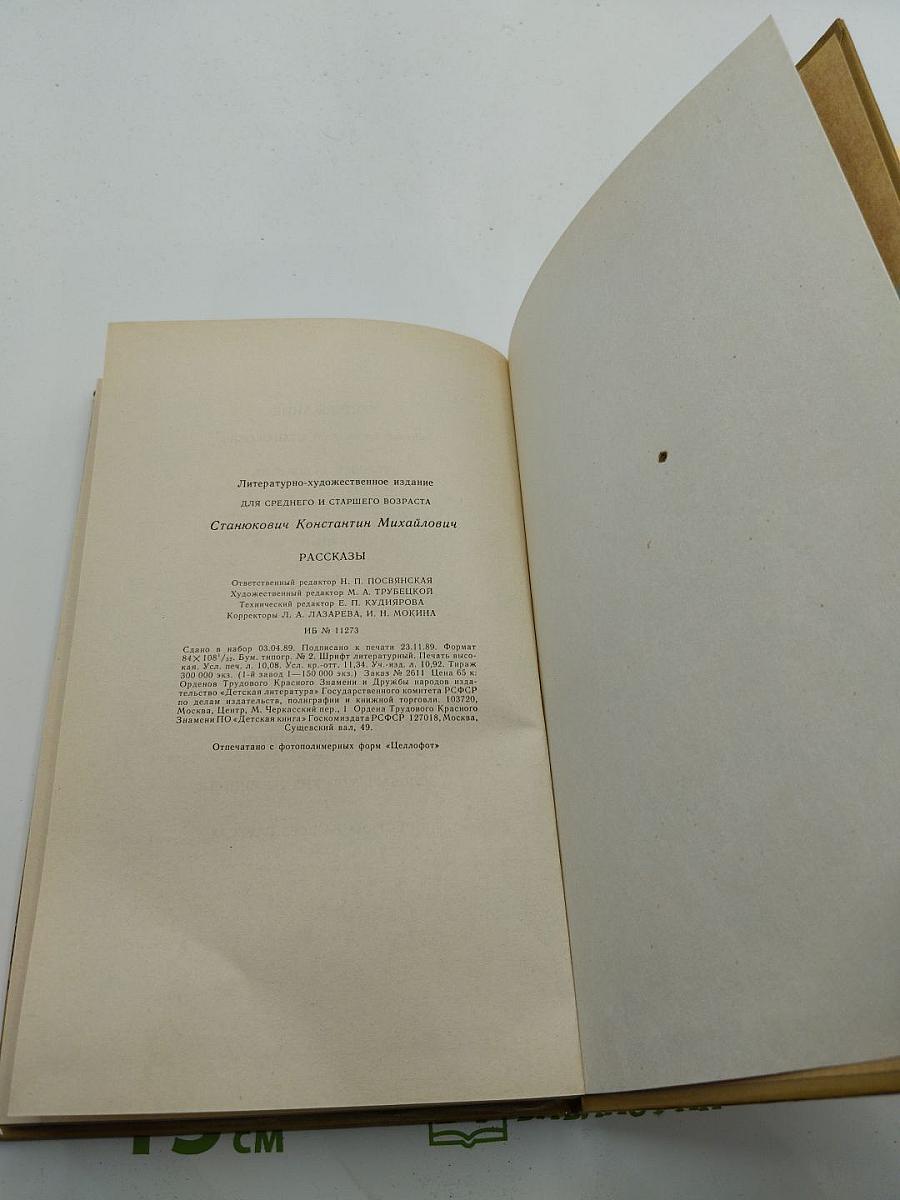 Литературно-художественное издание
ДЛЯ СРЕДНЕГО И СТАРШЕГО ВОЗРАСТА
Станюкович Константин Михайлович
РАССКАЗЫ
Ответственный редактор Н. П. ПОСВЯНСКАЯ
Художественный редактор М. А. ТРУБЕЦКОЙ
Технический редактор Е. П. КУДИЯРОВА
Корректоры Л. А. ЛАЗАРЕВА, И. Н. МОКИНА
ИБ № 11273
Сдано в набор 03.04.89. Подписано к печати 23.11.89. Формат
84×108¹/₃₂. Бум. типогр. № 2. Шрифт литературный. Печать высо-
кая. Усл. печ. л. 10,08. Усл. кр.-отт. 11,34. Уч.-изд. л. 10,92. Тираж
300 000 экз. (1-й завод 1—150 000 экз.) Заказ № 2611 Цена 65 к.
Орденов Трудового Красного Знамени и Дружбы народов изда-
тельство «Детская литература» Государственного комитета РСФСР
по делам издательств, полиграфии и книжной торговли. 103720,
Москва, Центр, М. Черкасский пер., 1 Ордена Трудового Красного
Знамени ПО «Детская книга» Госкомиздата РСФСР 127018, Москва,
Сущевский вал, 49.
Отпечатано с фотополимерных форм «Целлофот»
см